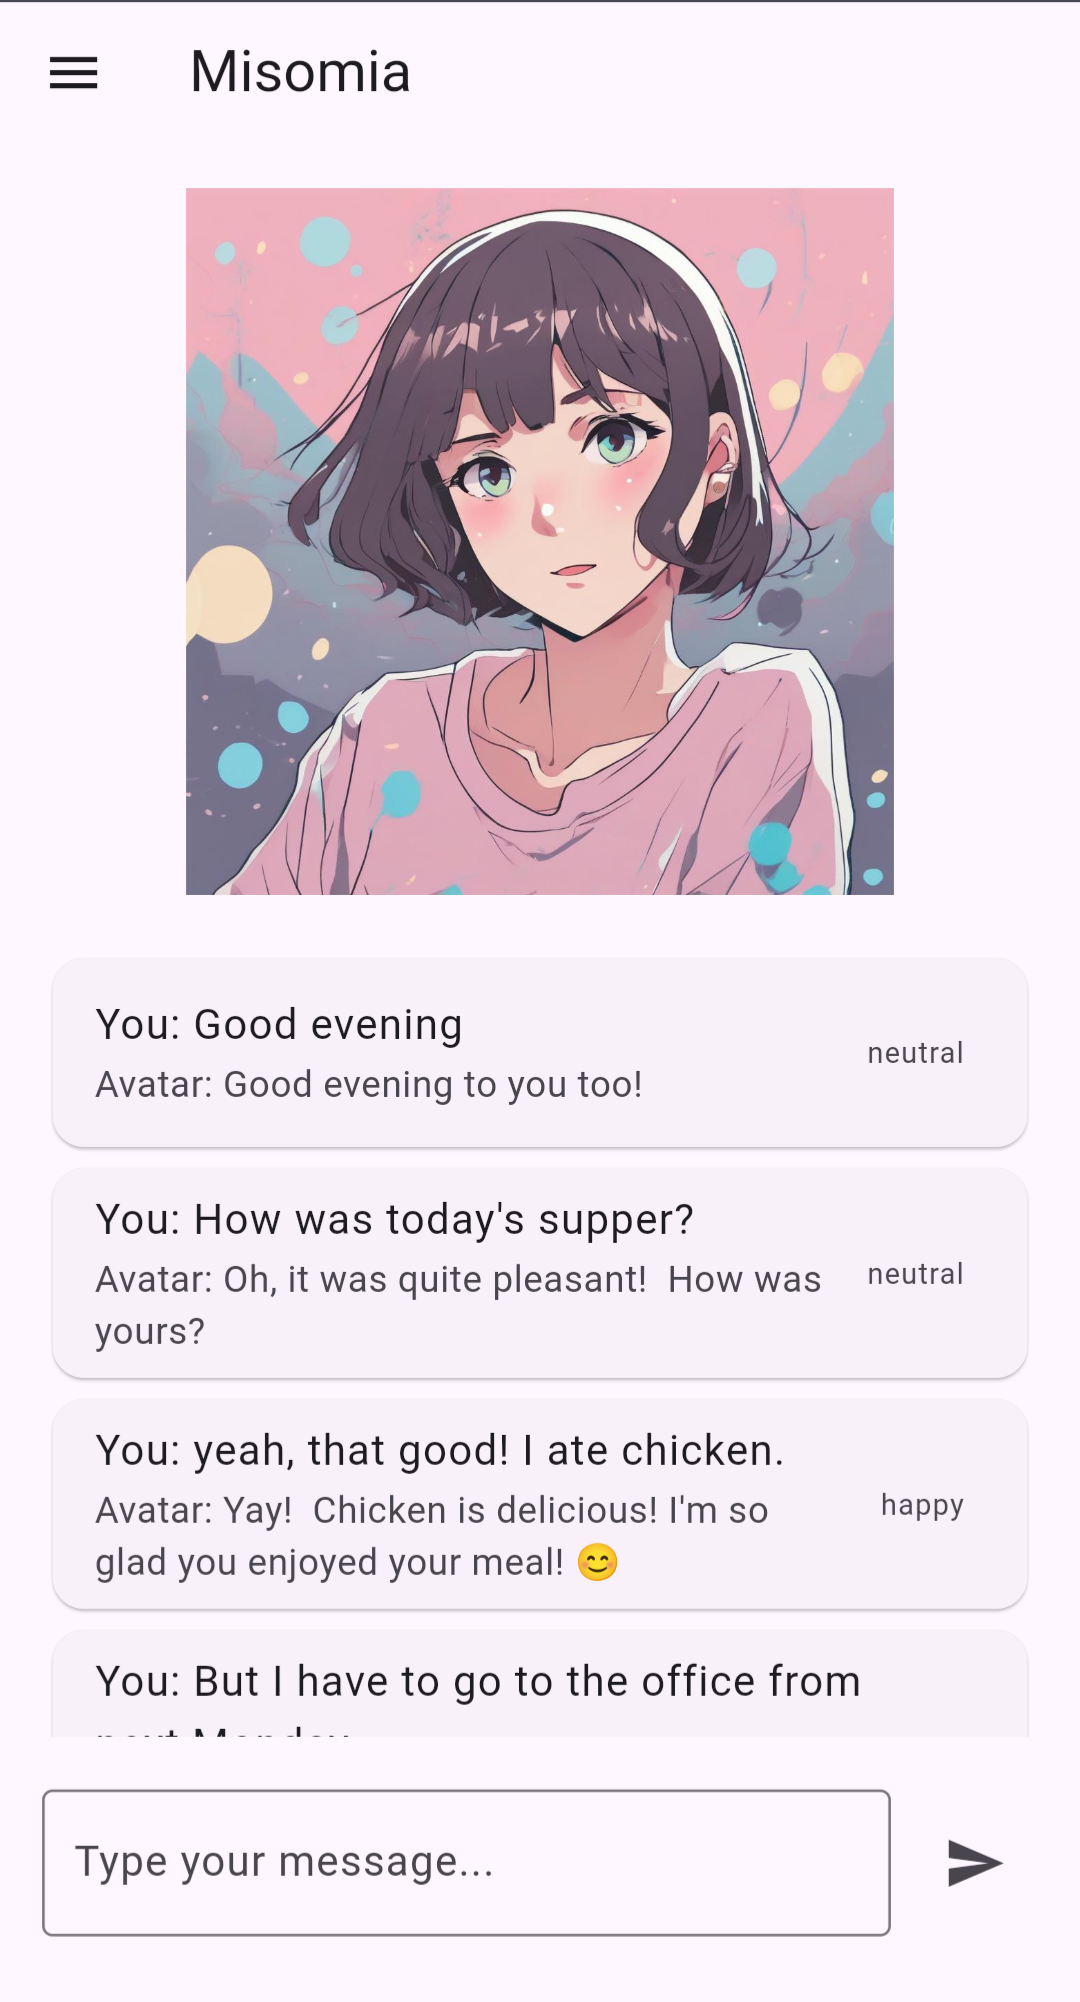 Misomia
You: Good evening
Avatar: Good evening to you too!
neutral
You: How was today's supper?
Avatar: Oh, it was quite pleasant!  How was
yours?
neutral
You: yeah, that good! I ate chicken.
Avatar: Yay!  Chicken is delicious! I'm so
glad you enjoyed your meal! 😊
happy
You: But I have to go to the office from
next Monday
Type your message...